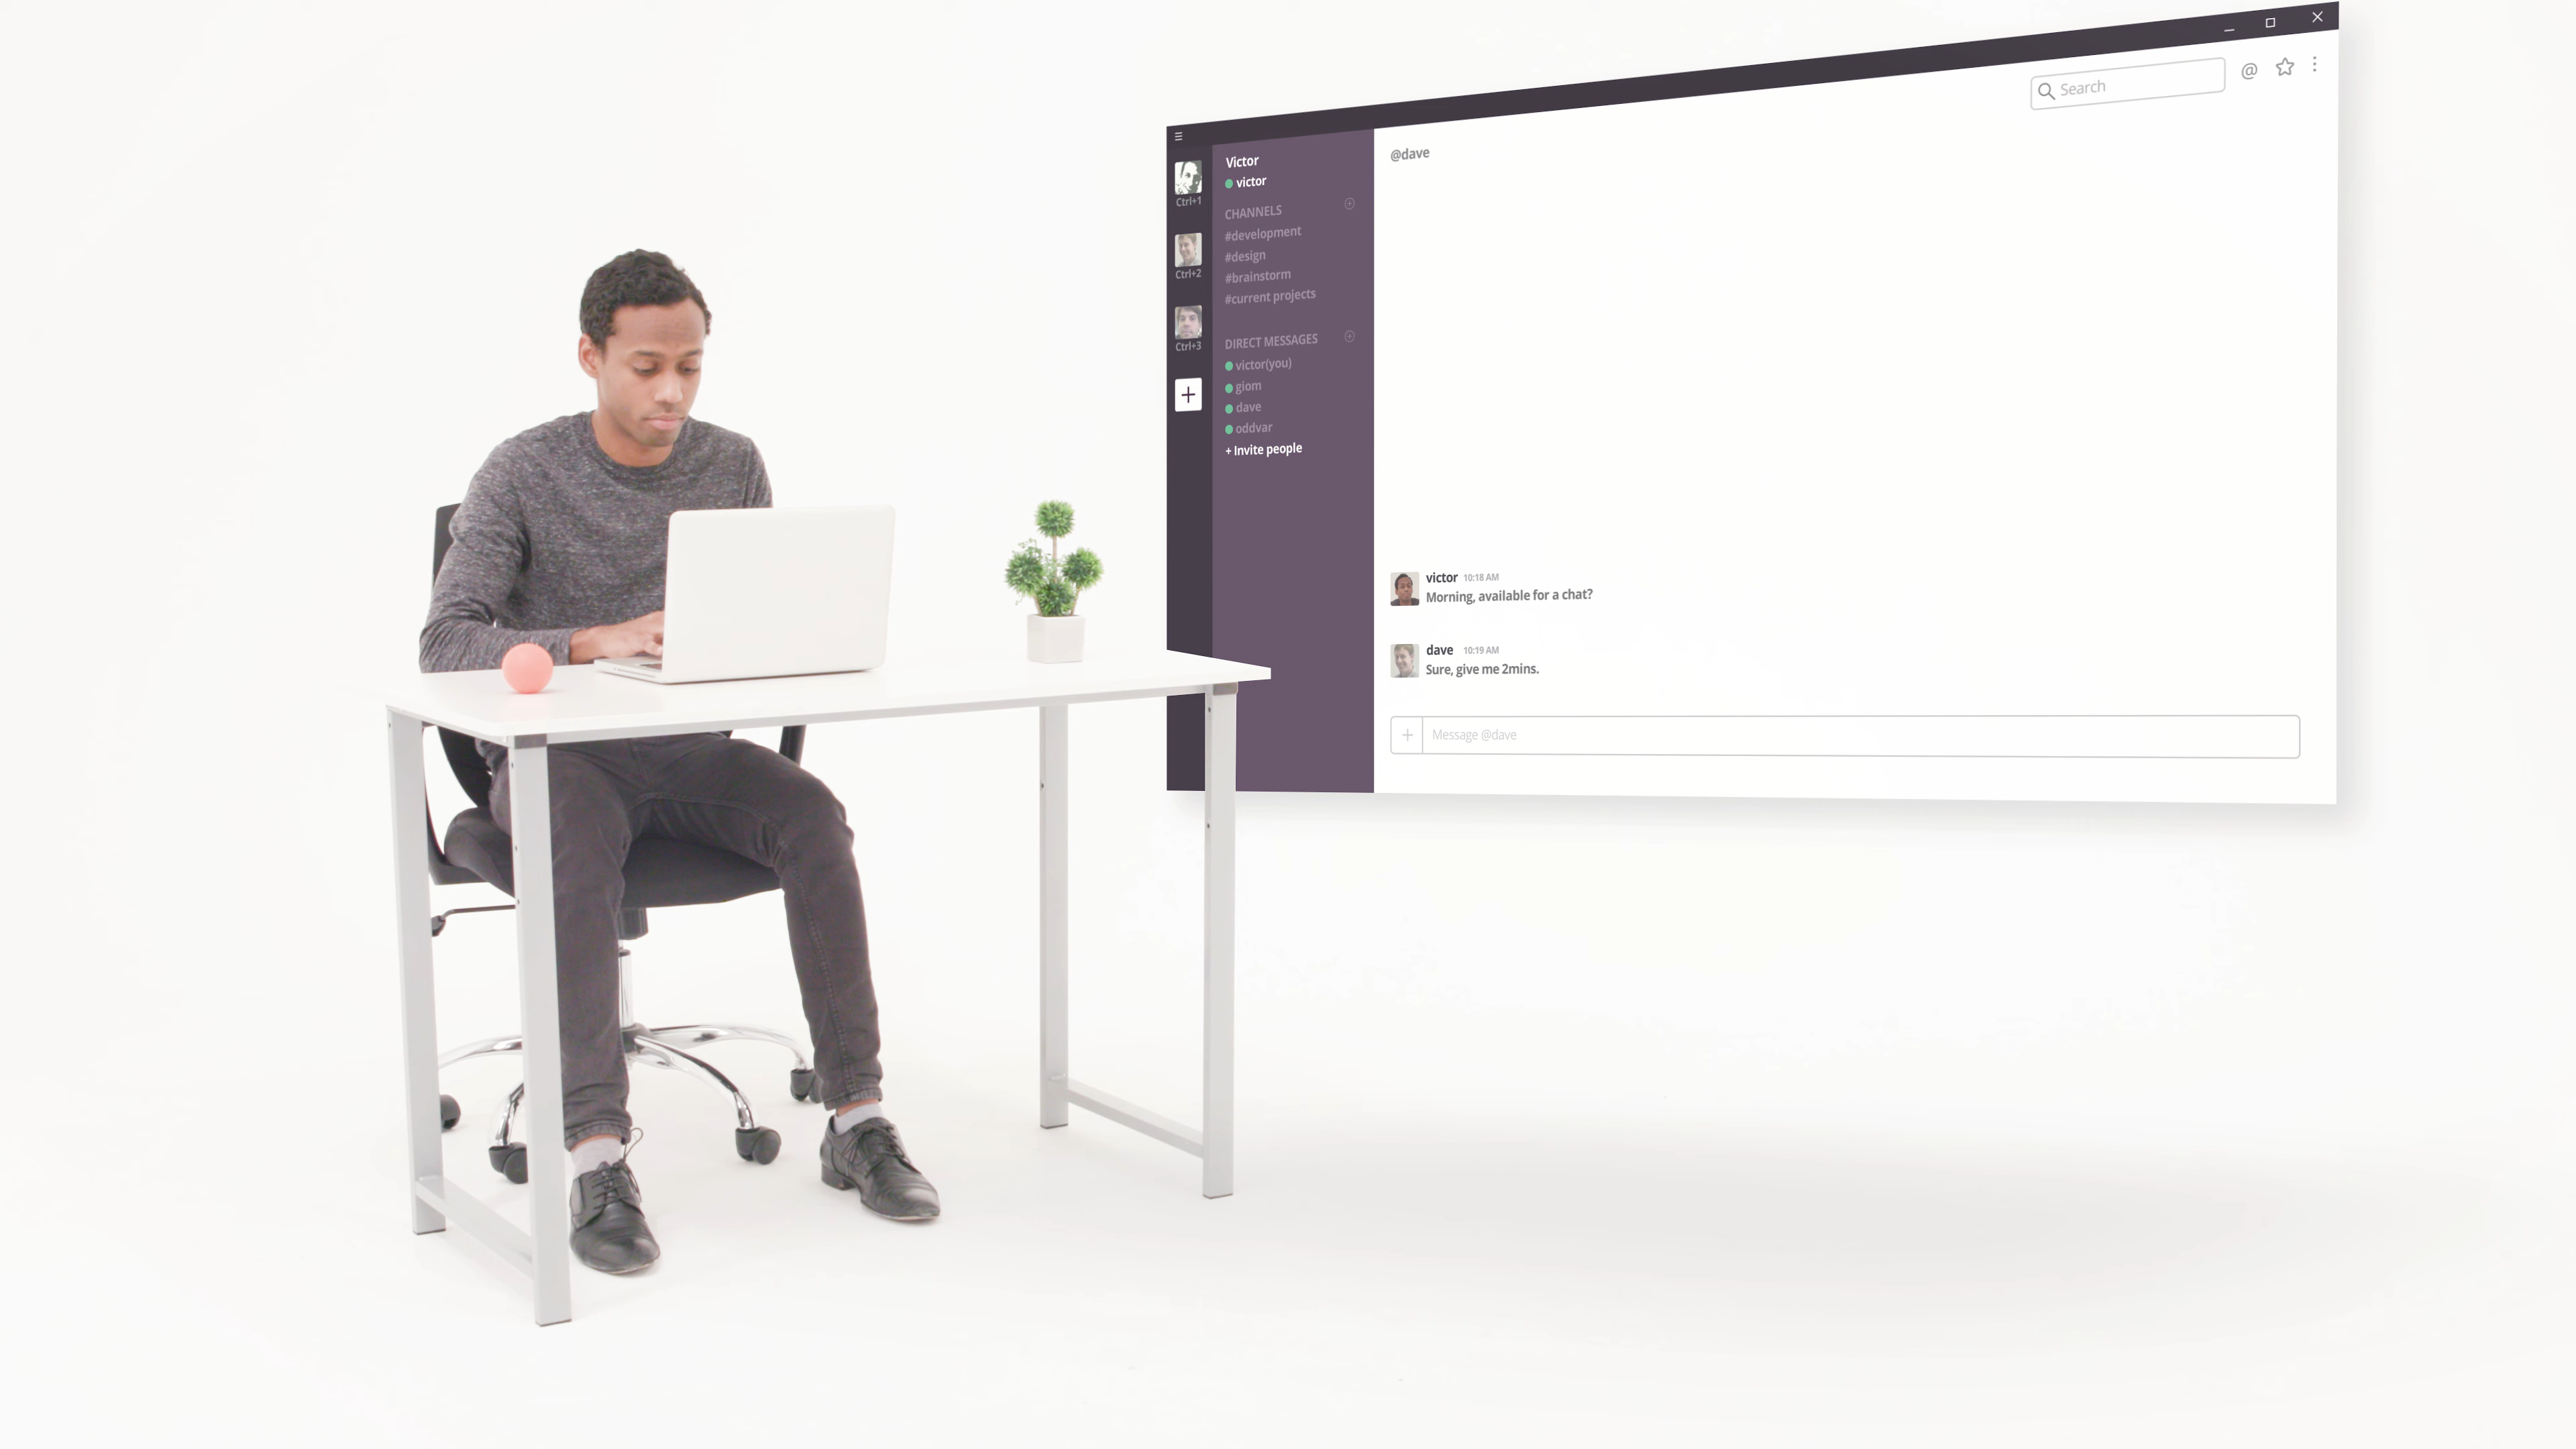 Search
@
Victor
victor
Ctrl+1
CHANNELS
#development
#design
#brainstorm
#current projects
Ctrl+2
Ctrl+3
DIRECT MESSAGES
victor(you)
giom
dave
oddvar
+ Invite people
@dave
victor 10:18 AM
Morning, available for a chat?
dave 10:19 AM
Sure, give me 2mins.
+ Message @dave